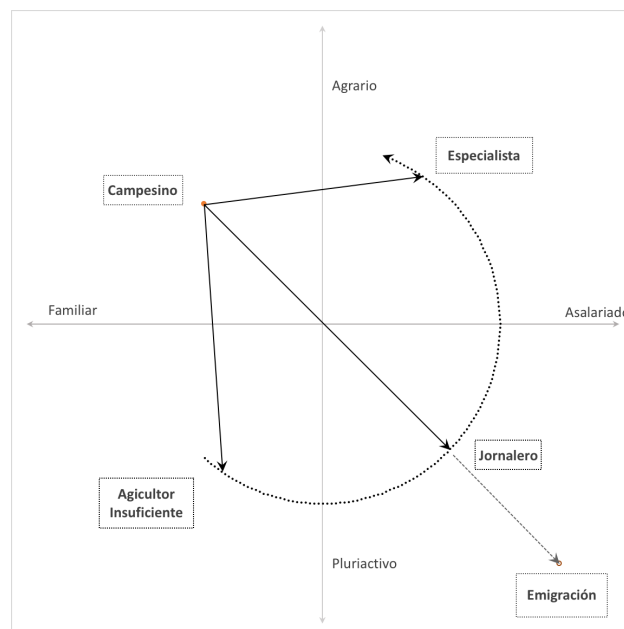 Agrario
Especialista
Campesino
Familiar
Asalariado
Jornalero
Agicultor
Insuficiente
Pluriactivo
Emigración